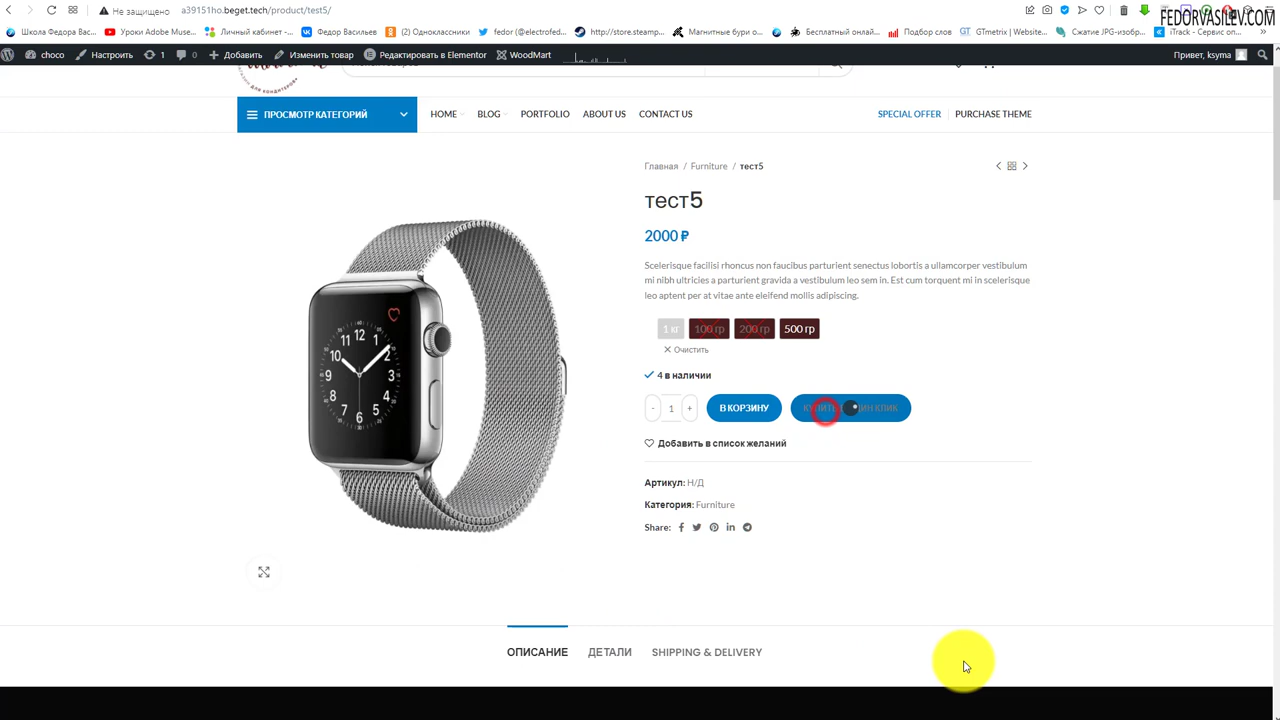 Не защищено a39151ho.beget.tech/product/test5/
FEDORVASILEV.COM
Школа Федора Вас... Уроки Adobe Muse... Личный кабинет -... Федор Васильев (2) Одноклассники fedor (@electrofed... http://store.steamp... Магнитные бури о... Бесплатный онлай... Подбор слов GTmetrix | Website... Сжатие JPG-изобр... iTrack - Сервис оп...
choco Настроить 1 0 Добавить Изменить товар Редактировать в Elementor WoodMart Привет, ksyma
ПРОСМОТР КАТЕГОРИЙ HOME BLOG PORTFOLIO ABOUT US CONTACT US SPECIAL OFFER PURCHASE THEME
Главная / Furniture / тест5
тест5
2000 ₽
Scelerisque facilisi rhoncus non faucibus parturient senectus lobortis a ullamcorper vestibulum
mi nibh ultricies a parturient gravida a vestibulum leo sem in. Est cum torquent mi in scelerisque
leo aptent per at vitae ante eleifend mollis adipiscing.
1 кг 100 гр 200 гр 500 гр
Очистить
4 в наличии
- 1 + В КОРЗИНУ
Добавить в список желаний
Артикул: Н/Д
Категория: Furniture
Share:
ОПИСАНИЕ ДЕТАЛИ SHIPPING & DELIVERY